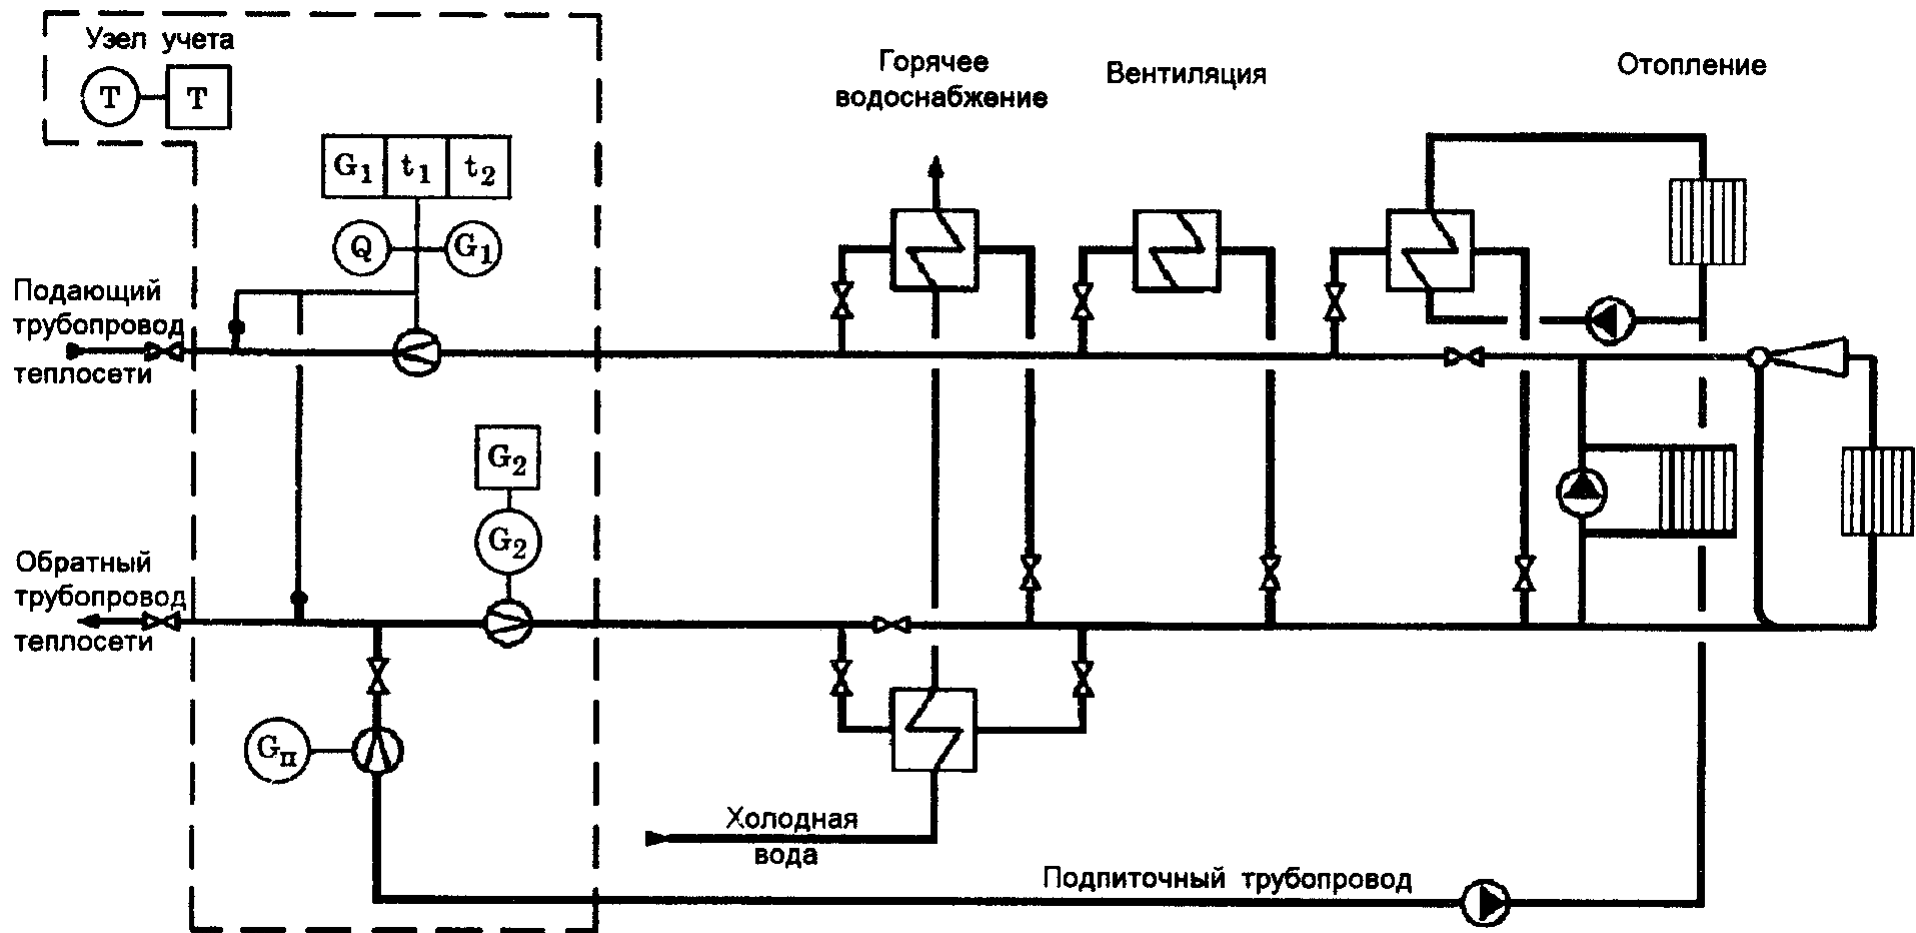 Узел учета
T
T
Горячее
водоснабжение
Вентиляция
Отопление
G1
t1
t2
Q
G1
Подающий
трубопровод
теплосети
G2
G2
Обратный
трубопровод
теплосети
Gп
Холодная
вода
Подпиточный трубопровод